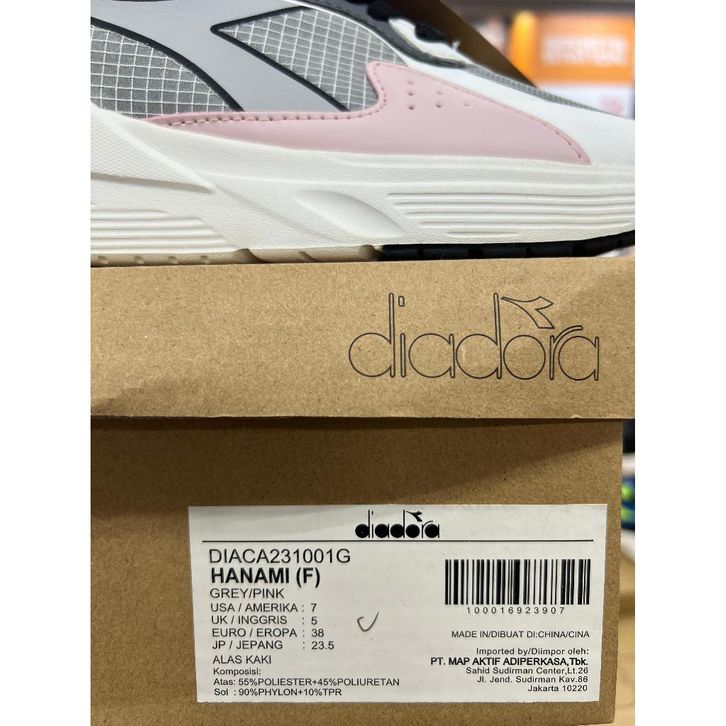 diadora
diadora
DIACA231001G
HANAMI (F)
GREY/PINK
USA / AMERIKA : 7
UK / INGGRIS : 5
EURO / EROPA : 38
JP / JEPANG : 23.5
ALAS KAKI
Komposisi:
Atas: 55%POLIESTER+45%POLIURETAN
Sol : 90%PHYLON+10%TPR
100016923907
MADE IN/DIBUAT DI:CHINA/CINA
Imported by/Diimpor oleh:
PT. MAP AKTIF ADIPERKASA,Tbk.
Sahid Sudirman Center,Lt.26
Jl. Jend. Sudirman Kav.86
Jakarta 10220